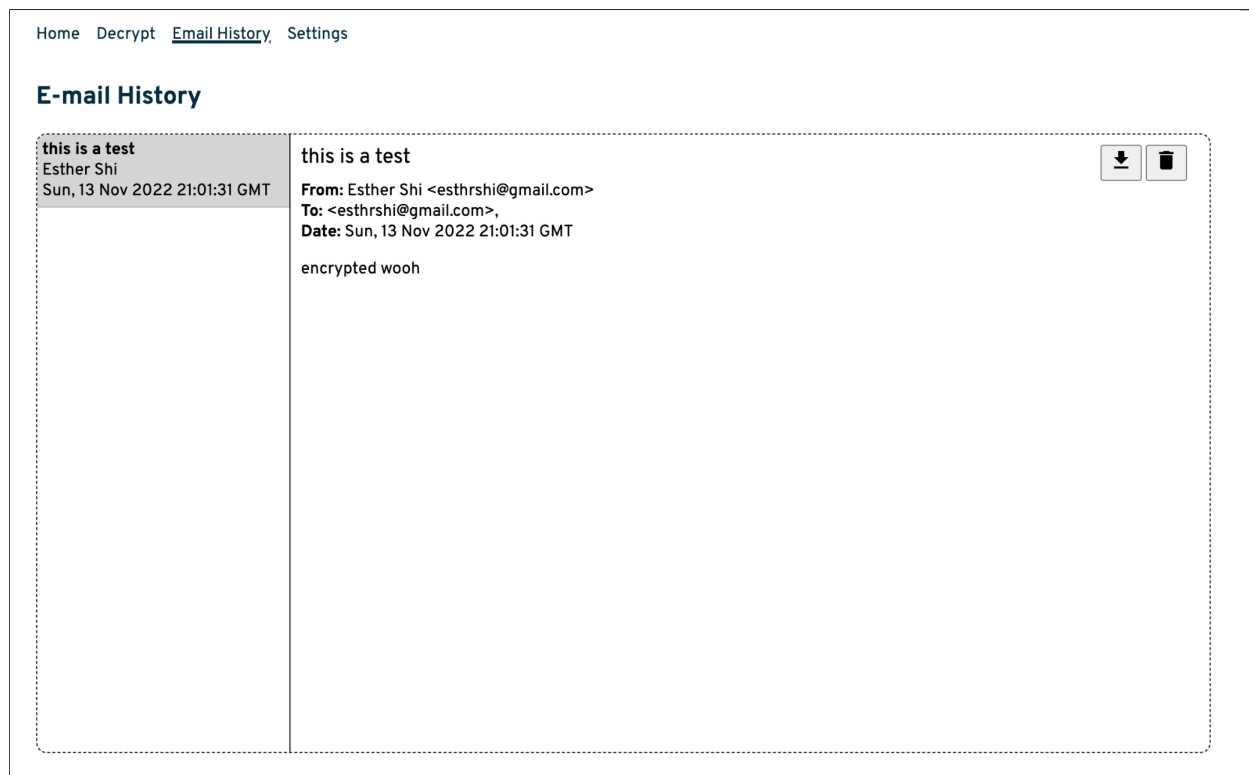 Home Decrypt Email History Settings
E-mail History
this is a test
Esther Shi
Sun, 13 Nov 2022 21:01:31 GMT
this is a test
From: Esther Shi <esthrshi@gmail.com>
To: <esthrshi@gmail.com>,
Date: Sun, 13 Nov 2022 21:01:31 GMT
encrypted wooh